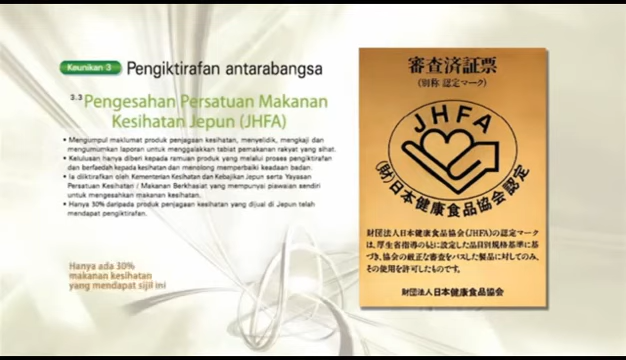 Keunikan 3
Pengiktirafan antarabangsa
3.3 Pengesahan Persatuan Makanan
Kesihatan Jepun (JHFA)
• Mengumpul maklumat produk penjagaan kesihatan, menyelidik, mengkaji dan
mengumumkan laporan untuk menggalakkan tabiat pemakanan rakyat yang sihat.
• Kelulusan hanya diberi kepada ramuan produk yang melalui proses pengiktirafan
dan berfaedah kepada kesihatan dan menolong memperbaiki keadaan badan.
• Ia diiktirafkan oleh Kementerian Kesihatan dan Kebajikan Jepun serta Yayasan
Persatuan Kesihatan / Makanan Berkhasiat yang mempunyai piawaian sendiri
untuk mengesahkan makanan kesihatan.
• Hanya 30% daripada produk penjagaan kesihatan yang dijual di Jepun telah
mendapat pengiktirafan.
Hanya ada 30%
makanan kesihatan
yang mendapat sijil ini
審査済証票
(別称 認定マーク)
JHFA
(財)日本健康食品協会認定
財団法人日本健康食品協会(JHFA)の認定マーク
は、厚生省指導のもとに設定した品目別規格基準に基
づき、協会の厳正な審査をパスした製品に対してのみ、
その使用を許可したものです。
財団法人日本健康食品協会